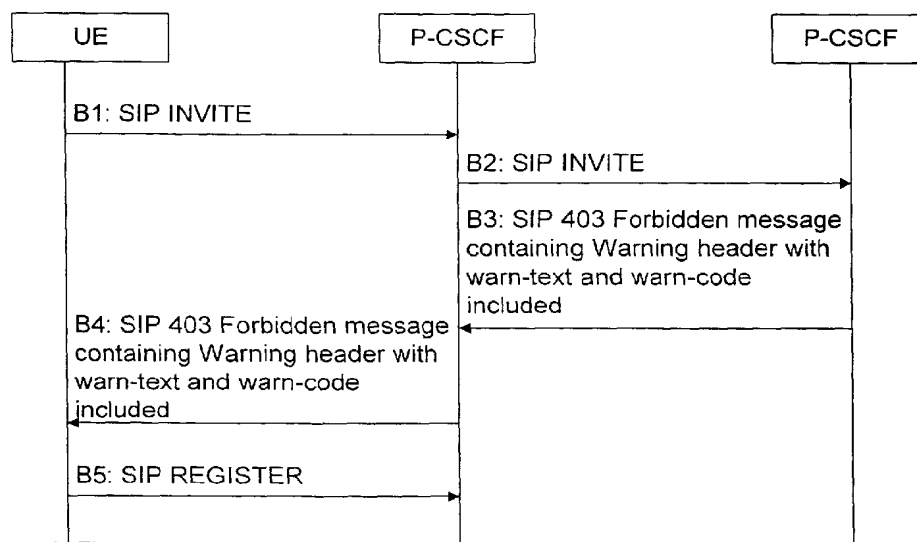 UE
P-CSCF
P-CSCF
B1: SIP INVITE
B2: SIP INVITE
B3: SIP 403 Forbidden message
containing Warning header with
warn-text and warn-code
included
B4: SIP 403 Forbidden message
containing Warning header with
warn-text and warn-code
included
B5: SIP REGISTER